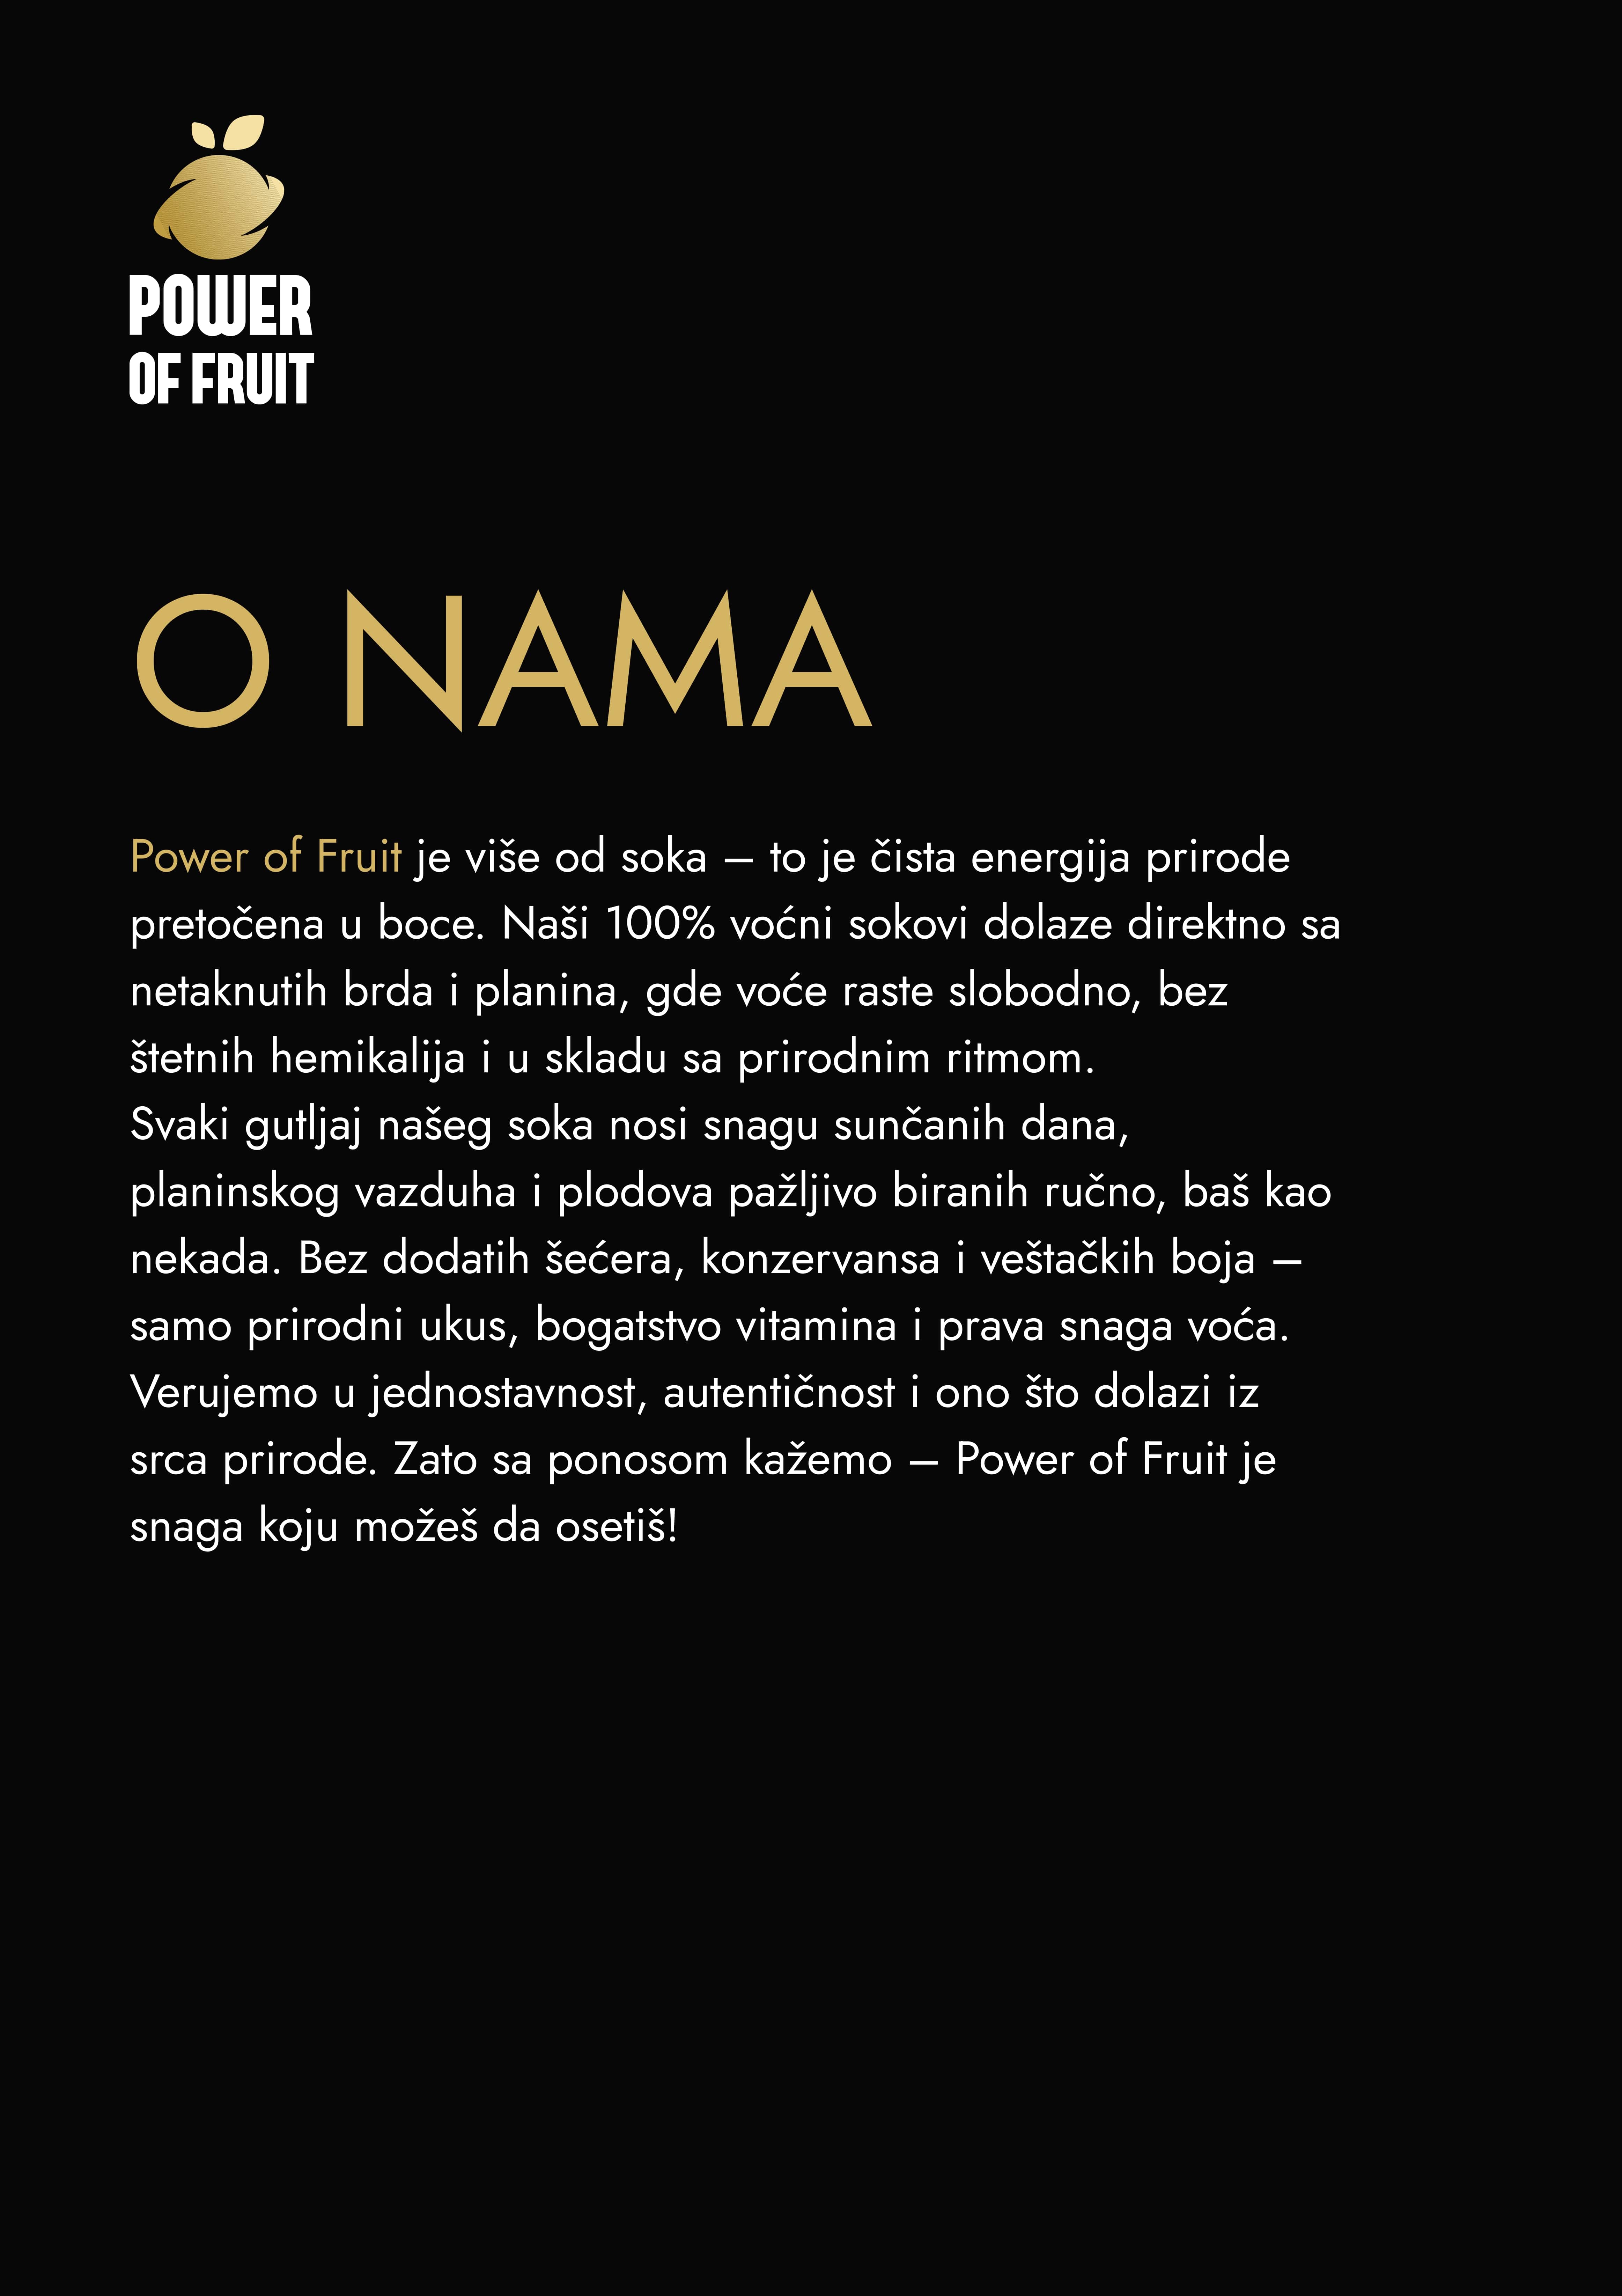 POWER
OF FRUIT
O NAMA
Power of Fruit je više od soka – to je čista energija prirode
pretočena u boce. Naši 100% voćni sokovi dolaze direktno sa
netaknutih brda i planina, gde voće raste slobodno, bez
štetnih hemikalija i u skladu sa prirodnim ritmom.
Svaki gutljaj našeg soka nosi snagu sunčanih dana,
planinskog vazduha i plodova pažljivo biranih ručno, baš kao
nekada. Bez dodatih šećera, konzervansa i veštačkih boja –
samo prirodni ukus, bogatstvo vitamina i prava snaga voća.
Verujemo u jednostavnost, autentičnost i ono što dolazi iz
srca prirode. Zato sa ponosom kažemo – Power of Fruit je
snaga koju možeš da osetiš!